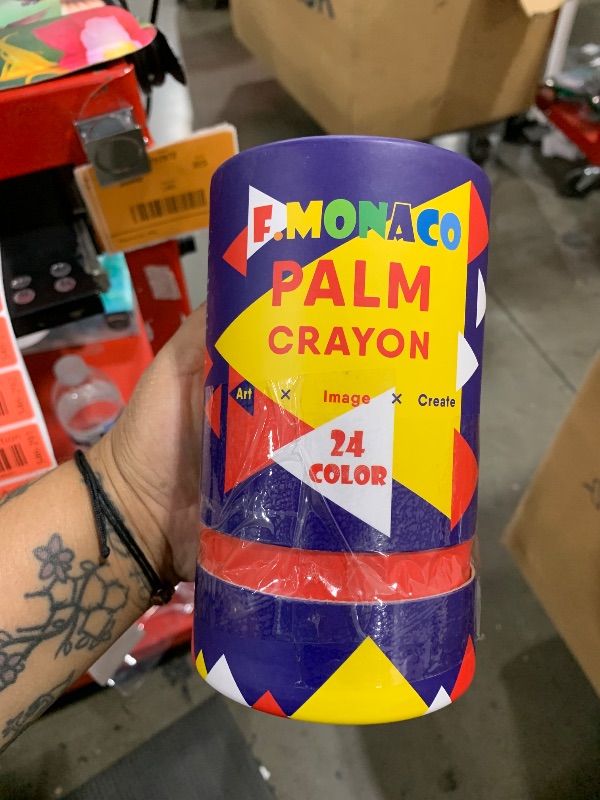 F.MONACO
PALM
CRAYON
Art × Image × Create
24
COLOR